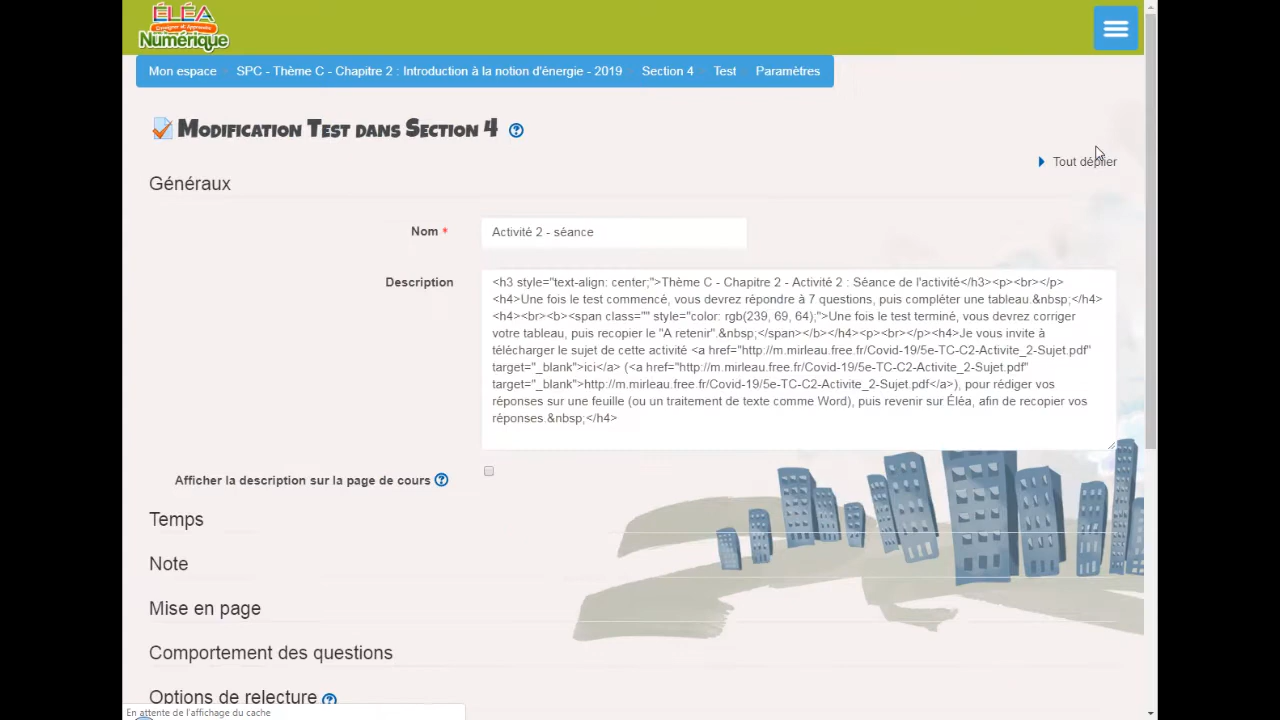 ÉLÉA
Enseigner et Apprendre
Numérique
Mon espace SPC - Thème C - Chapitre 2 : Introduction à la notion d'énergie - 2019 Section 4 Test Paramètres
Modification Test dans Section 4
Tout déplier
Généraux
Nom *
Activité 2 - séance
Description
<h3 style="text-align: center;">Thème C - Chapitre 2 - Activité 2 : Séance de l'activité</h3><p><br></p>
<h4>Une fois le test commencé, vous devrez répondre à 7 questions, puis compléter une tableau.&nbsp;</h4>
<h4><br><b><span class="" style="color: rgb(239, 69, 64);">Une fois le test terminé, vous devrez corriger
votre tableau, puis recopier le "A retenir".&nbsp;</span></b></h4><p><br></p><h4>Je vous invite à
télécharger le sujet de cette activité <a href="http://m.mirleau.free.fr/Covid-19/5e-TC-C2-Activite_2-Sujet.pdf"
target="_blank">ici</a> (<a href="http://m.mirleau.free.fr/Covid-19/5e-TC-C2-Activite_2-Sujet.pdf"
target="_blank">http://m.mirleau.free.fr/Covid-19/5e-TC-C2-Activite_2-Sujet.pdf</a>), pour rédiger vos
réponses sur une feuille (ou un traitement de texte comme Word), puis revenir sur Éléa, afin de recopier vos
réponses.&nbsp;</h4>
Afficher la description sur la page de cours
Temps
Note
Mise en page
Comportement des questions
Options de relecture
En attente de l'affichage du cache